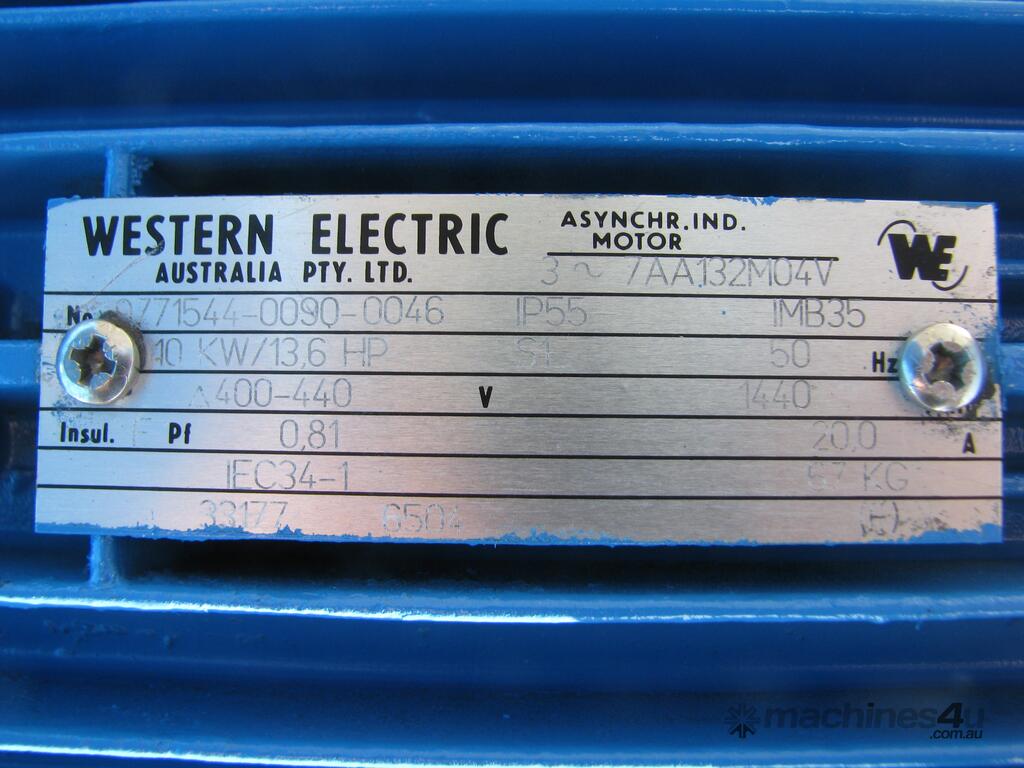 WESTERN ELECTRIC
AUSTRALIA PTY. LTD.
ASYNCHR.IND.
MOTOR
WE
3 ~ 7AA132M04V
No 0771544-0090-0046 IP55 IMB35
10 KW/13,6 HP S1 50 Hz
400-440 V 1440
Insul. F Pf 0,81 20,0 A
IEC34-1 67 KG
33177 6504
machines4u
.com.au